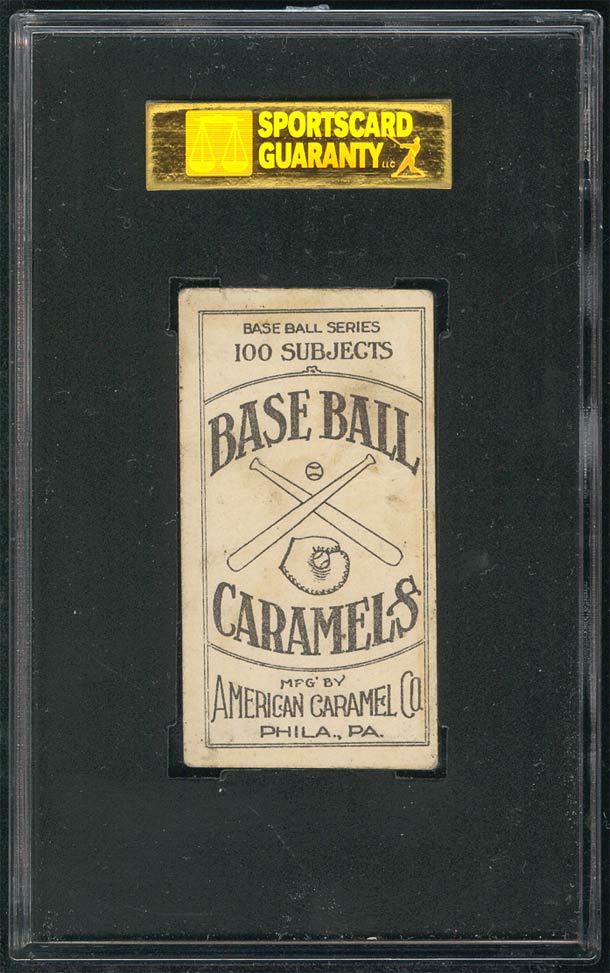 SPORTSCARD
GUARANTY LLC
BASE BALL SERIES
100 SUBJECTS
BASE BALL
CARAMELS
MFG' BY
AMERICAN CARAMEL CO.
PHILA., PA.